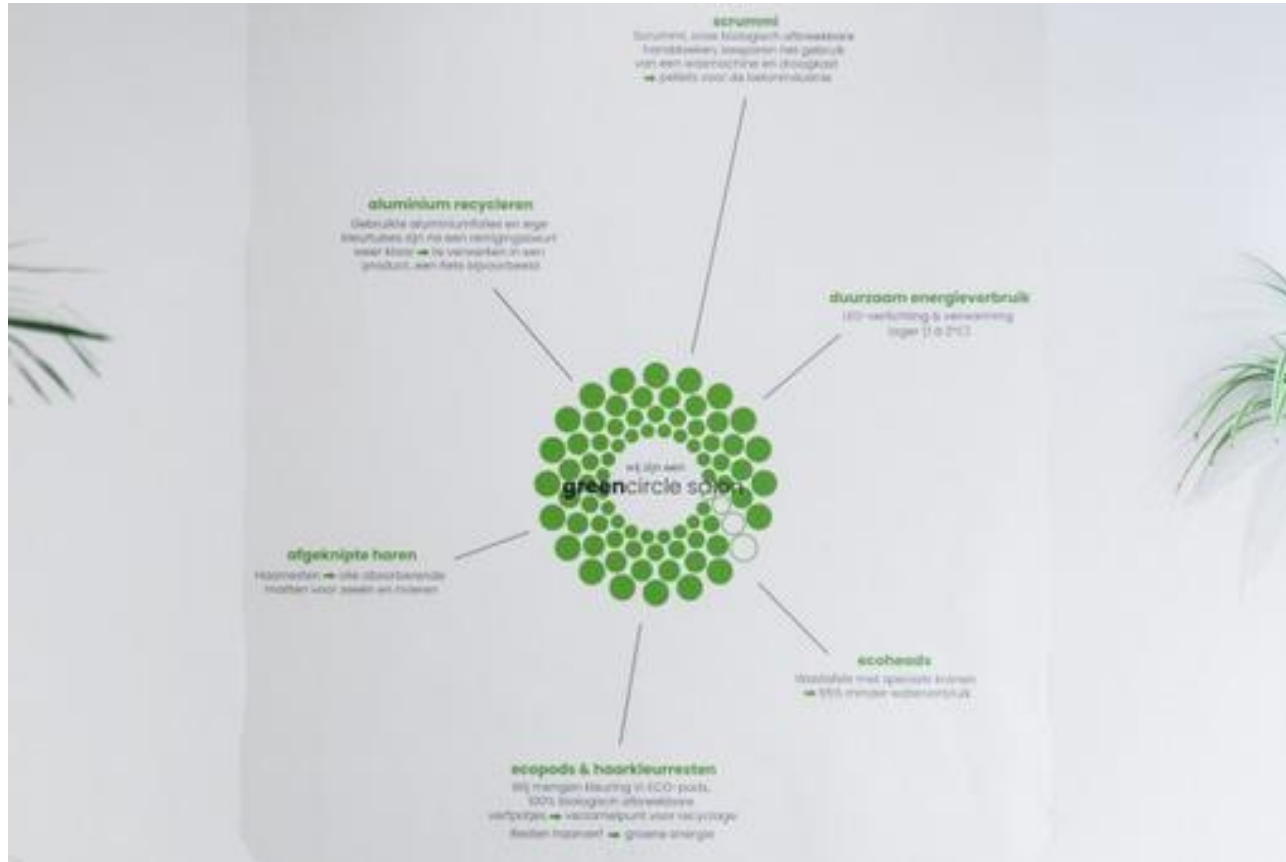 scrummi
Scrummi, onze biologisch afbreekbare
handdoeken, besparen het gebruik
van een wasmachine en droogkast
➡ pellets voor de betonindustrie
aluminium recycleren
Gebruikte aluminiumfolies en lege
kleurtubes zijn na een reinigingsbeurt
weer klaar ➡ te verwerken in een
product, een fiets bijvoorbeeld
duurzaam energieverbruik
LED-verlichting & verwarming
lager (1 à 2°C)
wij zijn een
greencircle salon
afgeknipte haren
Haarresten ➡ olie absorberende
matten voor zeeën en rivieren
ecoheads
Wastafels met speciale kranen
➡ minder waterverbruik
ecopods & haarkleurresten
Wij mengen kleuring in ECO-pods,
100% biologisch afbreekbare
verfpotjes ➡ verzamelpunt voor recyclage
Resten haarverf ➡ groene energie